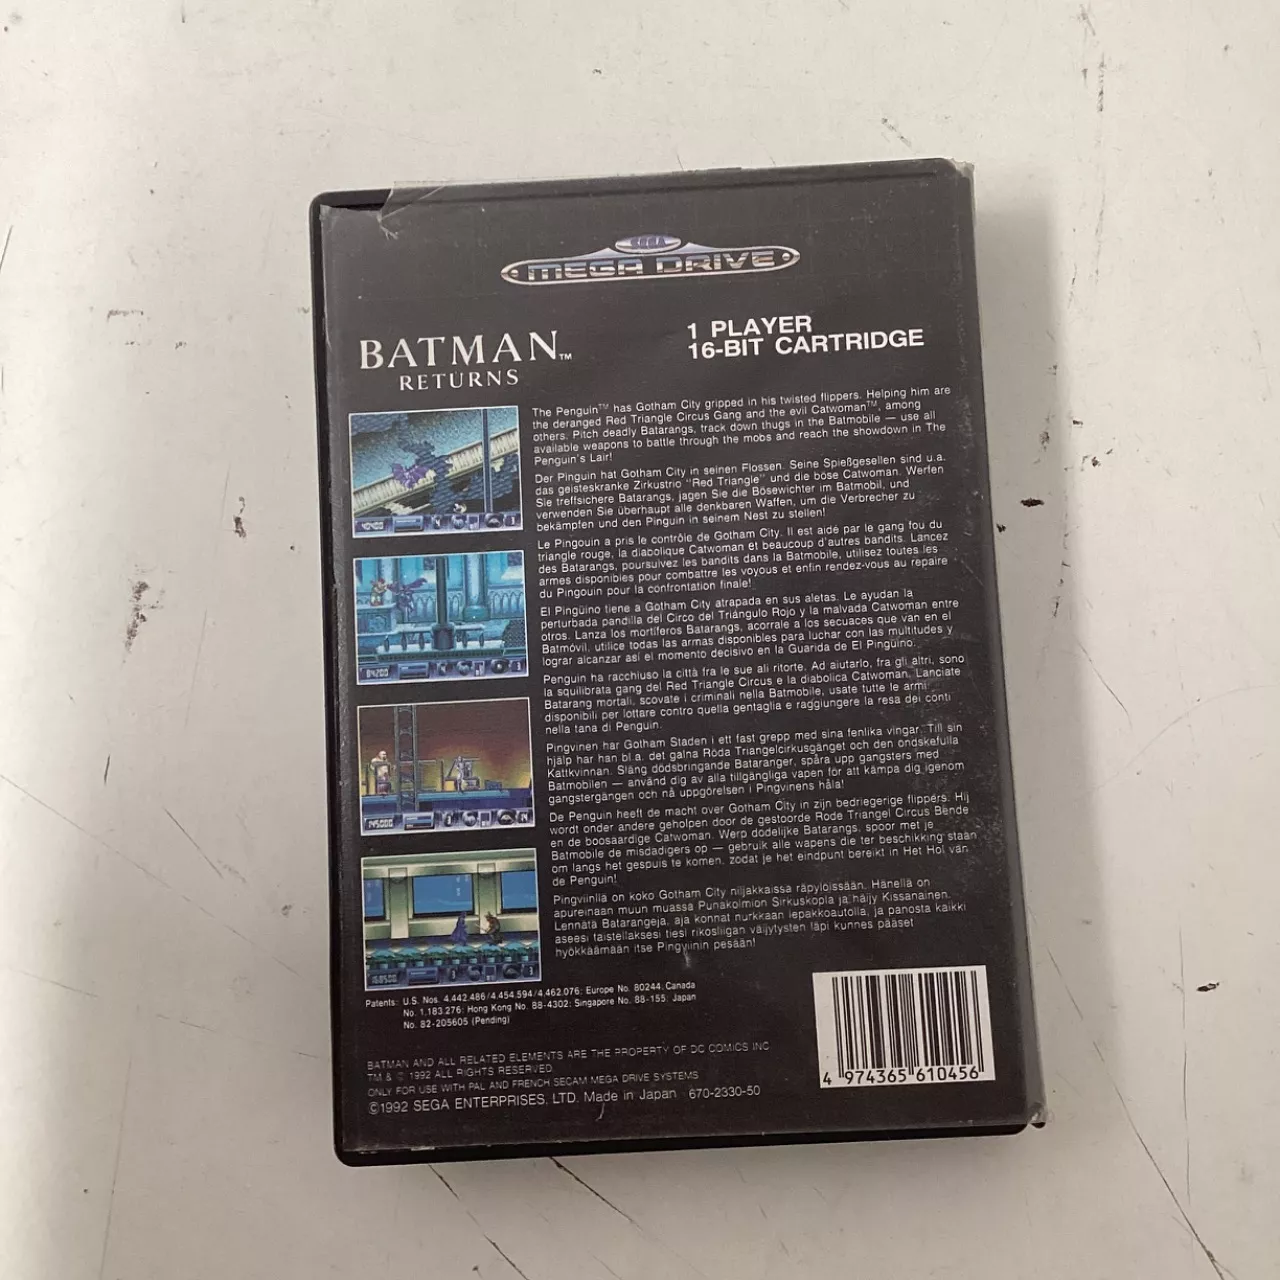 SEGA
MEGA DRIVE
BATMAN™
RETURNS
1 PLAYER
16-BIT CARTRIDGE
The Penguin™ has Gotham City gripped in his twisted flippers. Helping him are
the deranged Red Triangle Circus Gang and the evil Catwoman™, among
others. Pitch deadly Batarangs, track down thugs in the Batmobile — use all
available weapons to battle through the mobs and reach the showdown in The
Penguin's Lair!
Der Pinguin hat Gotham City in seinen Flossen. Seine Spießgesellen sind u.a.
das geisteskranke Zirkustrio "Red Triangle" und die böse Catwoman. Werfen
Sie treffsichere Batarangs, jagen Sie die Bösewichter im Batmobil, und
verwenden Sie überhaupt alle denkbaren Waffen, um die Verbrecher zu
bekämpfen und den Pinguin in seinem Nest zu stellen!
Le Pingouin a pris le contrôle de Gotham City. Il est aidé par le gang fou du
triangle rouge, la diabolique Catwoman et beaucoup d'autres bandits. Lancez
des Batarangs, poursuivez les bandits dans la Batmobile, utilisez toutes les
armes disponibles pour combattre les voyous et enfin rendez-vous au repaire
du Pingouin pour la confrontation finale!
El Pingüino tiene a Gotham City atrapada en sus aletas. Le ayudan la
perturbada pandilla del Circo del Triángulo Rojo y la malvada Catwoman entre
otros. Lanza los mortíferos Batarangs, acorrale a los secuaces que van en el
Batmóvil, utilice todas las armas disponibles para luchar con las multitudes y
lograr alcanzar así el momento decisivo en la Guarida de El Pingüino.
Penguin ha racchiuso la città fra le sue ali ritorte. Ad aiutarlo, fra gli altri, sono
la squilibrata gang del Red Triangle Circus e la diabolica Catwoman. Lanciate
Batarang mortali, scovate i criminali nella Batmobile, usate tutte le armi
disponibili per lottare contro quella gentaglia e raggiungere la resa dei conti
nella tana di Penguin.
Pingvinen har Gotham Staden i ett fast grepp med sina fenlika vingar. Till sin
hjälp har han bl.a. det galna Röda Triangelcirkusgänget och den ondskefulla
Kattkvinnan. Släng dödsbringande Bataranger, spåra upp gangsters med
Batmobilen — använd dig av alla tillgängliga vapen för att kämpa dig igenom
gangstergängen och nå uppgörelsen i Pingvinens håla!
De Penguin heeft de macht over Gotham City in zijn bedriegerige flippers. Hij
wordt onder andere geholpen door de gestoorde Rode Triangel Circus Bende
en de boosaardige Catwoman. Werp dodelijke Batarangs, spoor met je
Batmobile de misdadigers op — gebruik alle wapens die ter beschikking staan
om langs het gespuis te komen, zodat je het eindpunt bereikt in Het Hol van
de Penguin!
Pingviinllä on koko Gotham City niljakkaissa räpylöissään. Hänellä on
apureinaan muun muassa Punakolmion Sirkuskopla ja häijy Kissanainen.
Lennätä Batarangeja, aja konnat nurkkaan lepakkoautolla, ja panosta kaikki
aseesi taistellaksesi tiesi rikosliigan väijytysten läpi kunnes pääset
hyökkäämään itse Pingviinin pesään!
40400
84200
145000
168500
Patents: U.S. Nos. 4,442,486/4,454,594/4,462,076; Europe No. 80244, Canada
No. 1,183,276; Hong Kong No. 88-4302; Singapore No. 88-155; Japan
No. 82-205605 (Pending)
BATMAN AND ALL RELATED ELEMENTS ARE THE PROPERTY OF DC COMICS INC
TM & © 1992 ALL RIGHTS RESERVED
ONLY FOR USE WITH PAL AND FRENCH SECAM MEGA DRIVE SYSTEMS
©1992 SEGA ENTERPRISES, LTD. Made in Japan 670-2330-50
4 974365 610456